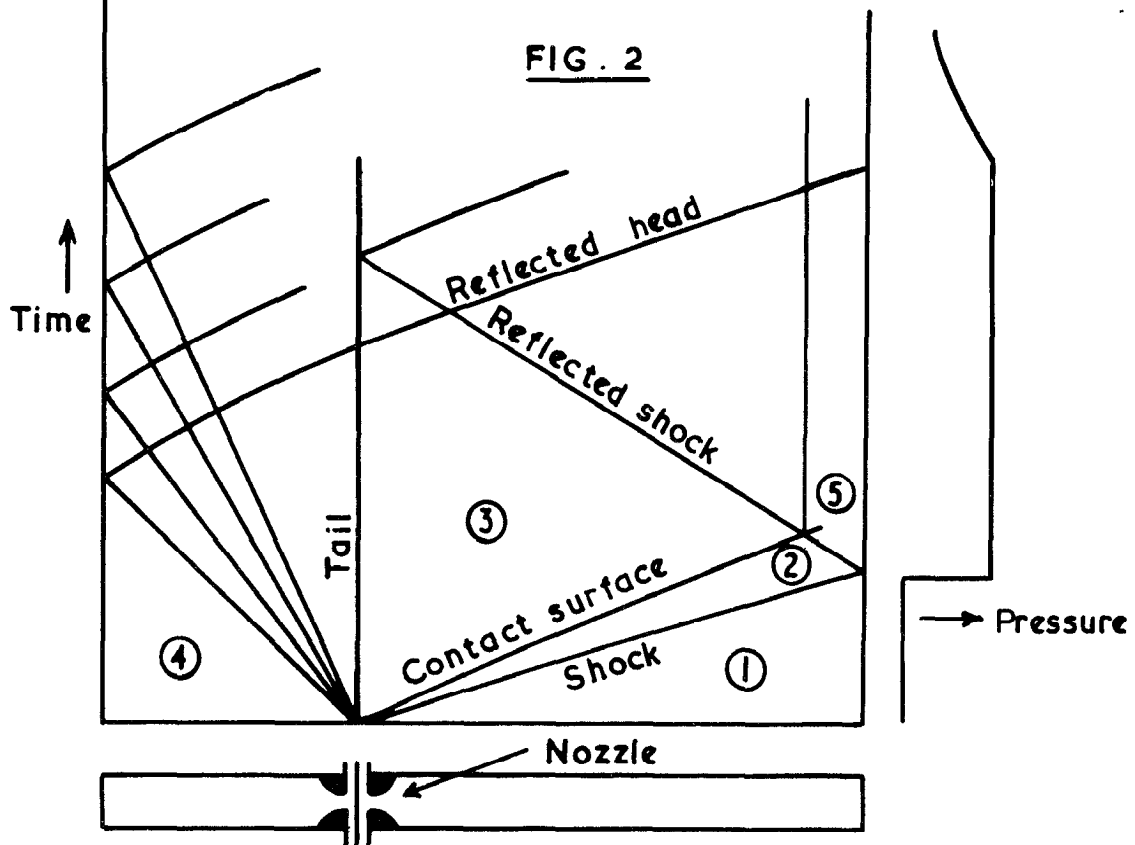 FIG. 2
Time
Reflected head
Reflected shock
Tail
3
5
2
Contact surface
Shock
4
1
Pressure
Nozzle